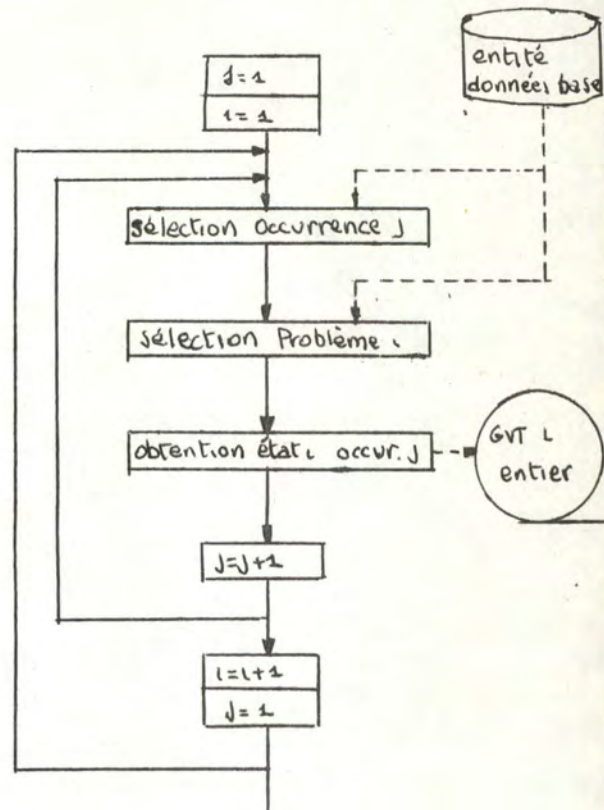 j=1
i=1
entité
données base
sélection occurrence j
sélection Problème i
obtention état i occur. j
GVT i
entier
j=j+1
i=i+1
j=1